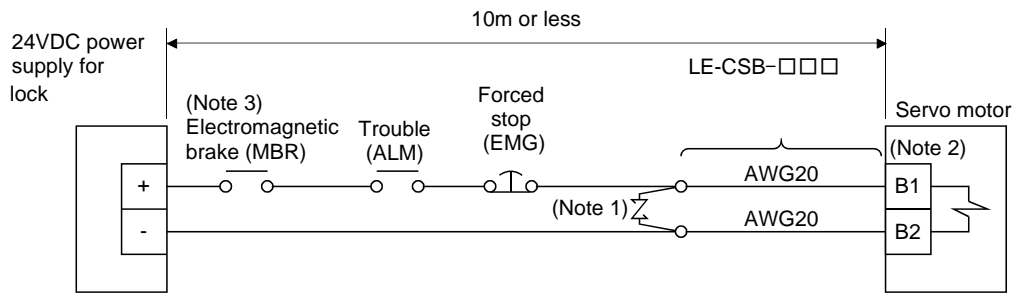 10m or less
24VDC power
supply for
lock
LE-CSB-□□□
(Note 3)
Electromagnetic
brake (MBR)
Trouble
(ALM)
Forced
stop
(EMG)
Servo motor
(Note 2)
+
AWG20
B1
(Note 1)
-
AWG20
B2